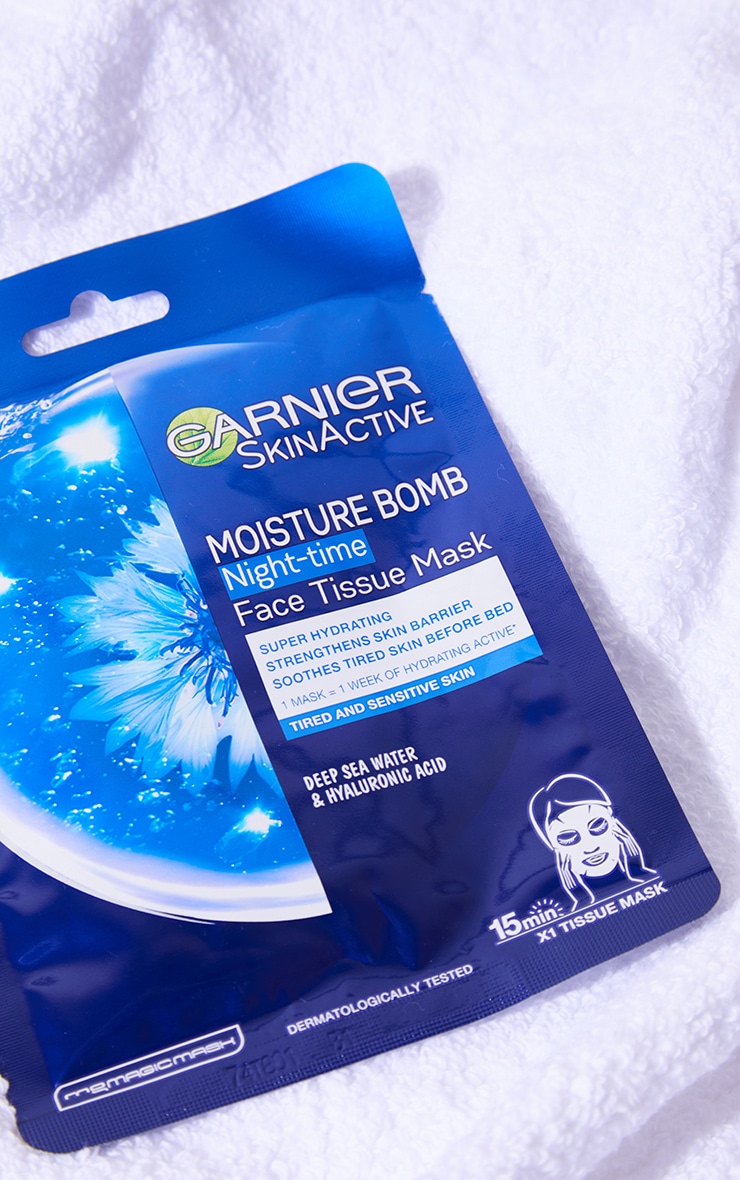 GARNIER
SKINACTIVE
MOISTURE BOMB
Night-time
Face Tissue Mask
SUPER HYDRATING
STRENGTHENS SKIN BARRIER
SOOTHES TIRED SKIN BEFORE BED
1 MASK = 1 WEEK OF HYDRATING ACTIVE*
TIRED AND SENSITIVE SKIN
DEEP SEA WATER
& HYALURONIC ACID
15min
X1 TISSUE MASK
DERMATOLOGICALLY TESTED